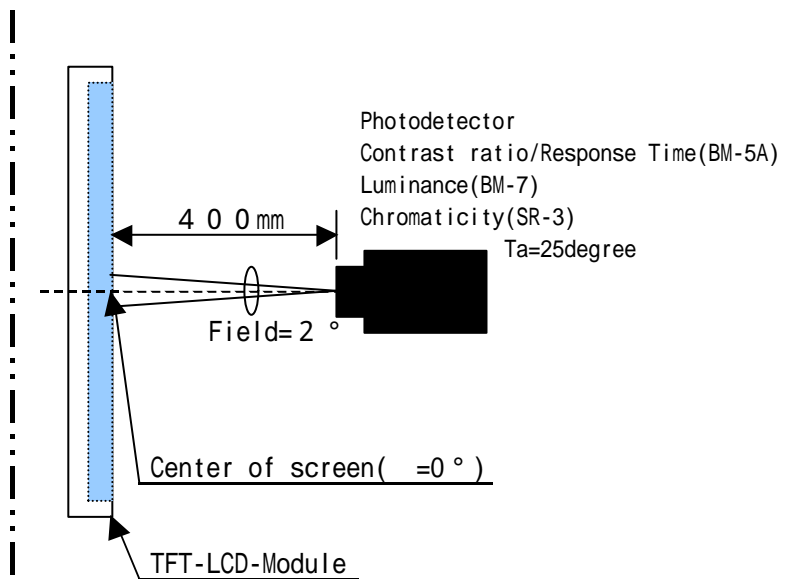 Photodetector
Contrast ratio/Response Time(BM-5A)
Luminance(BM-7)
Chromaticity(SR-3)
Ta=25degree
４００mm
Field=２°
Center of screen( =0°)
TFT-LCD-Module